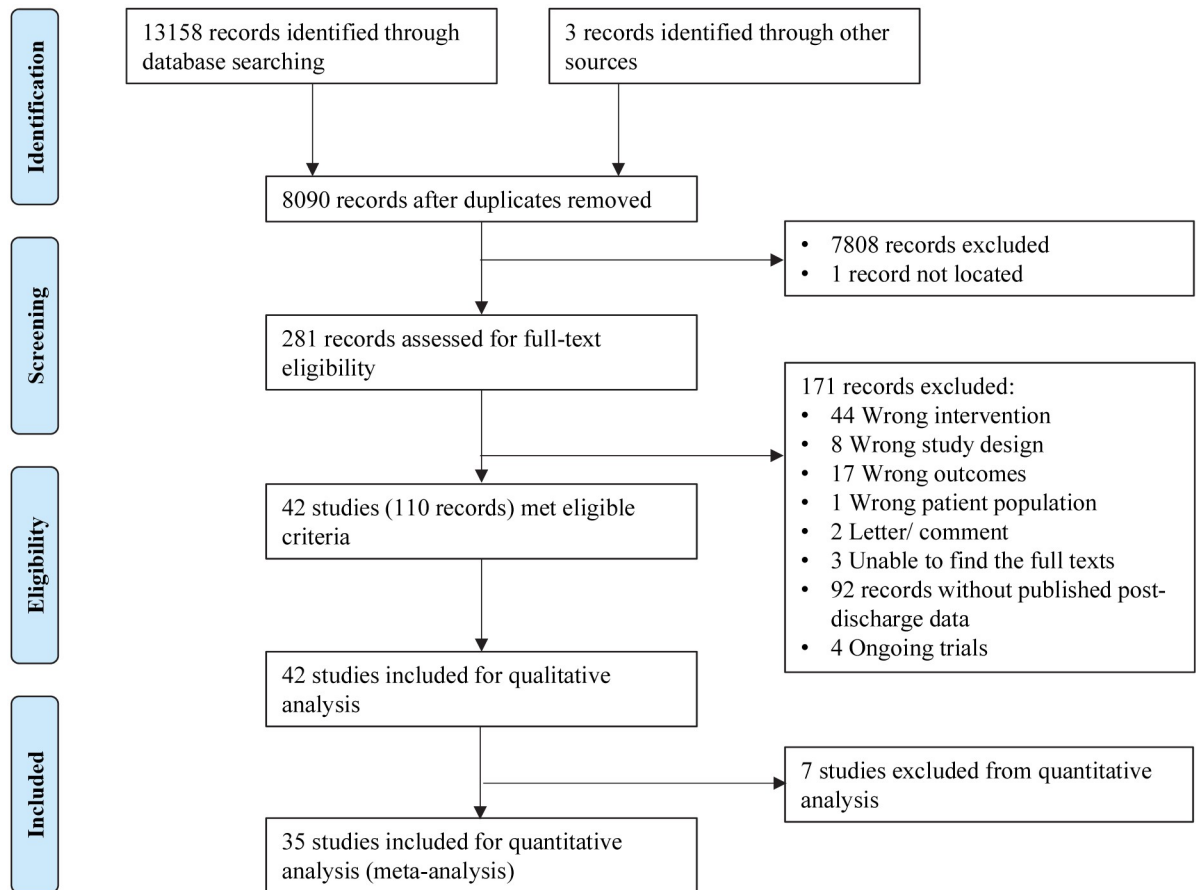 Identification
13158 records identified through
database searching
3 records identified through other
sources
8090 records after duplicates removed
Screening
• 7808 records excluded
• 1 record not located
281 records assessed for full-text
eligibility
171 records excluded:
• 44 Wrong intervention
• 8 Wrong study design
• 17 Wrong outcomes
• 1 Wrong patient population
• 2 Letter/ comment
• 3 Unable to find the full texts
• 92 records without published post-
discharge data
• 4 Ongoing trials
Eligibility
42 studies (110 records) met eligible
criteria
42 studies included for qualitative
analysis
Included
7 studies excluded from quantitative
analysis
35 studies included for quantitative
analysis (meta-analysis)